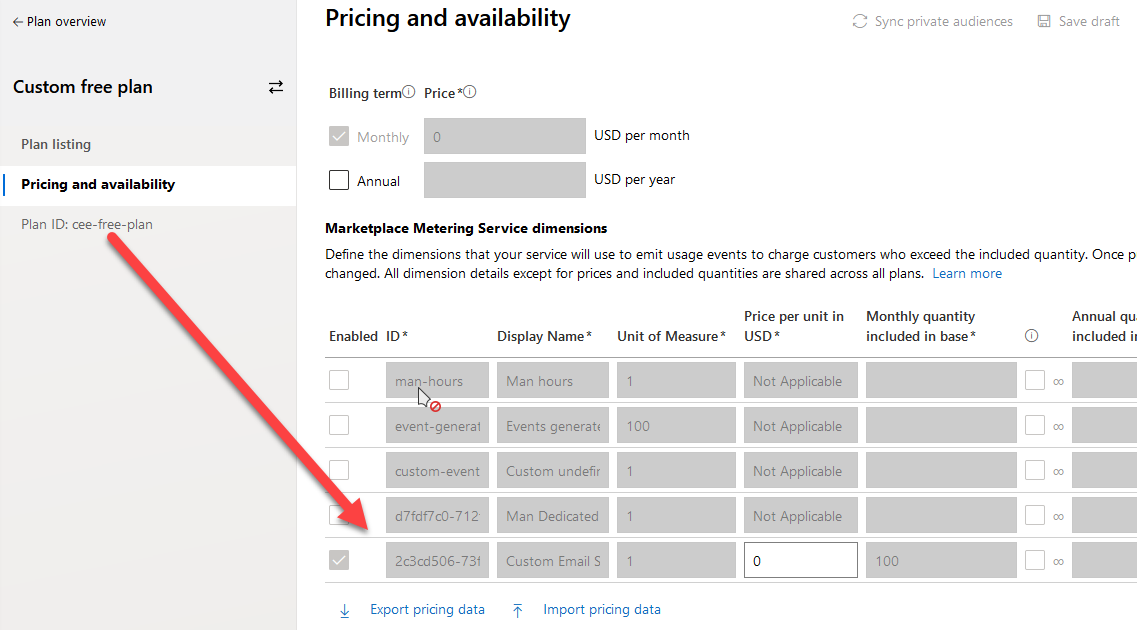 Plan overview
Pricing and availability
Sync private audiences
Save draft
Custom free plan
Plan listing
Pricing and availability
Plan ID: cee-free-plan
Billing term Price*
Monthly 0 USD per month
Annual USD per year
Marketplace Metering Service dimensions
Define the dimensions that your service will use to emit usage events to charge customers who exceed the included quantity. Once p
changed. All dimension details except for prices and included quantities are shared across all plans. Learn more
Enabled ID* Display Name* Unit of Measure* Price per unit in USD* Monthly quantity included in base* Annual qua included in
man-hours Man hours 1 Not Applicable ∞
event-generat Events generate 100 Not Applicable ∞
custom-event Custom undefin 1 Not Applicable ∞
d7fdf7c0-712 Man Dedicated 1 Not Applicable ∞
2c3cd506-73f Custom Email S 1 0 100 ∞
Export pricing data Import pricing data